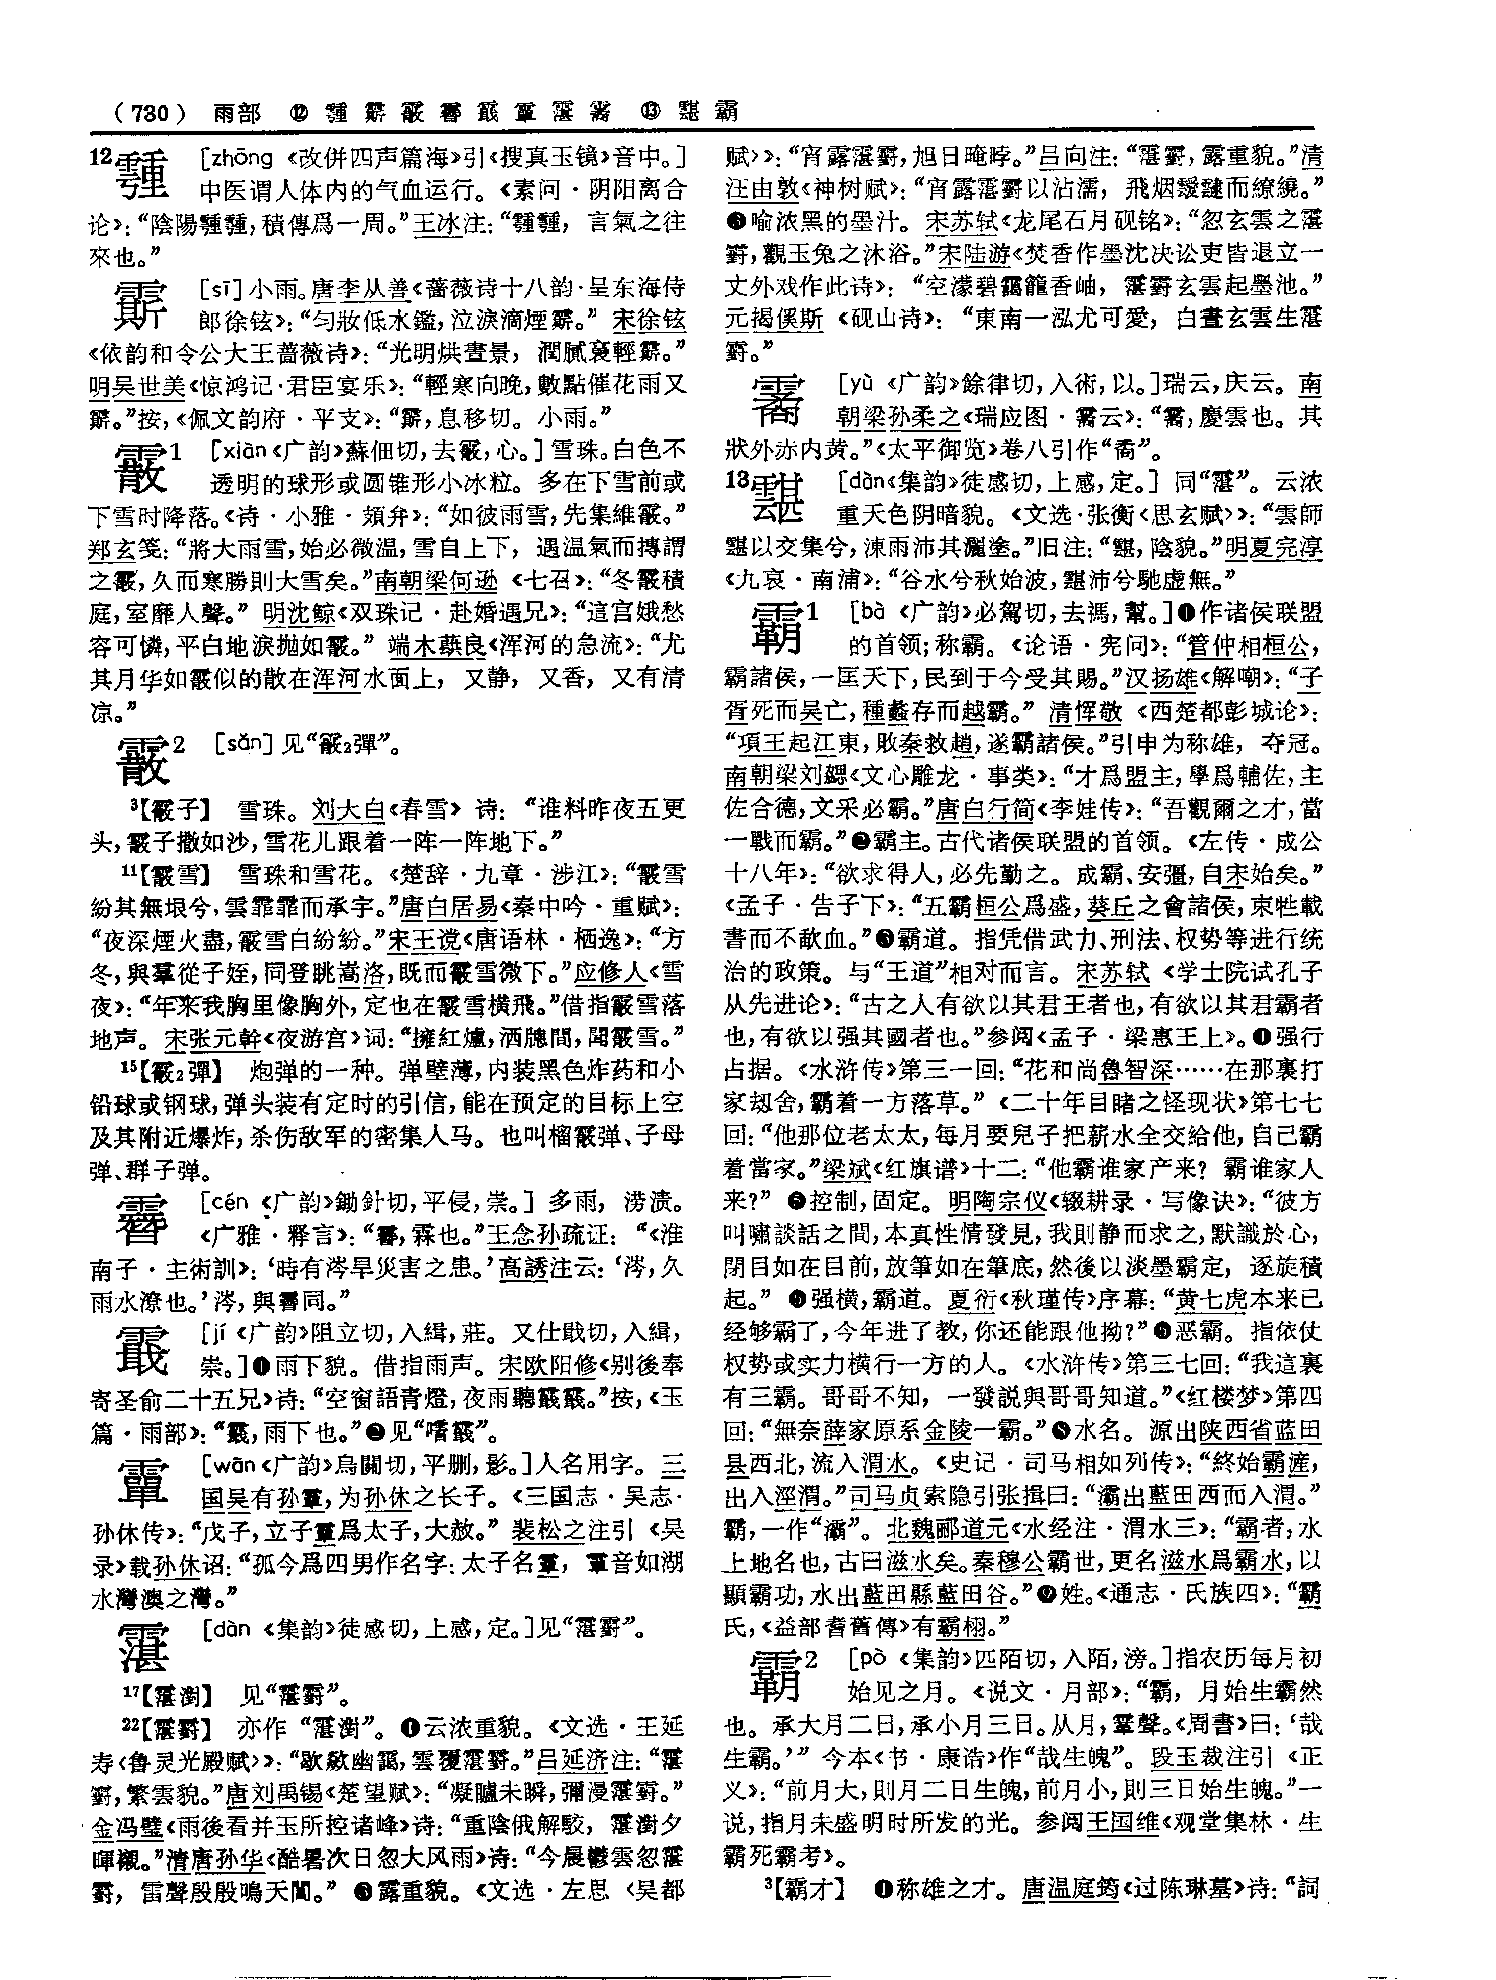 （730） 雨部 ⑫ 䨺 䨛 霰 䨙 霵 䨲 䨢 霱 ⑬ 䨴 霸
12 [zhōng《改併四声篇海》引《搜真玉镜》音中。]
中医谓人体内的气血运行。《素问·阴阳离合
论》：“陰陽𩅞𩅞，積傳爲一周。”王冰注：“𩅞𩅞，言氣之往
來也。”
[sī]小雨。唐李从善《蔷薇诗十八韵·呈东海侍
郎徐铉》：“匀妝低水鑑，泣淚滴煙霹。”宋徐铉
《依韵和令公大王蔷薇诗》：“光明烘晝景，潤膩裛輕
明吴世美《惊鸿记·君臣宴乐》：“輕寒向晚，數點催花雨又
按，《佩文韵府·平支》：息移切。小雨。”
霰1 [xiàn《广韵》蘇佃切，去霰，心。]雪珠。白色不
透明的球形或圆锥形小冰粒。多在下雪前或
下雪时降落。《诗·小雅·頍弁》：“如彼雨雪，先集維霰。”
郑玄笺：“將大雨雪，始必微温，雪自上下，遇温氣而摶謂
之霰，久而寒勝則大雪矣。”南朝梁何逊《七召》：“冬霰積
庭，室靡人聲。”明沈鲸《双珠记·赴婚遇兄》：“這宫娥愁
容可憐，平白地淚抛如霰。”端木蕻良《浑河的急流》：“尤
其月华如霰似的散在浑河水面上，又静，又香，又有清
凉。”
霰2 [sǎn]见“霰₂彈”。
³【霰子】 雪珠。刘大白《春雪》诗：“谁料昨夜五更
头，霰子撒如沙，雪花儿跟着一阵一阵地下。”
¹¹【霰雪】 雪珠和雪花。《楚辞·九章·涉江》：“霰雪
紛其無垠兮，雲霏霏而承宇。”唐白居易《秦中吟·重赋》：
“夜深煙火盡，霰雪白紛紛。”宋王谠《唐语林·栖逸》：“方
冬，與羣從子姪，同登眺嵩洛，既而霰雪微下。”应修人《雪
夜》：“年来我胸里像胸外，定也在霰雪横飛。”借指霰雪落
地声。宋张元幹《夜游宫》词：“擁紅爐，洒牕間，聞霰雪。”
¹⁵【霰₂彈】 炮弹的一种。弹壁薄，内装黑色炸药和小
铅球或钢球，弹头装有定时的引信，能在预定的目标上空
及其附近爆炸，杀伤敌军的密集人马。也叫榴霰弹、子母
弹、群子弹。
[cén《广韵》鋤針切，平侵，崇。]多雨，涝渍。
《广雅·释言》：霖也。”王念孙疏证：“《淮
南子·主術訓》：‘時有涔旱災害之患。’高誘注云：‘涔，久
雨水潦也。’涔，與同。”
霵 [jí《广韵》阻立切，入緝，莊。又仕戢切，入緝，
崇。]❶雨下貌。借指雨声。宋欧阳修《别後奉
寄圣俞二十五兄》诗：“空窗語青燈，夜雨聽霵霵。”按，《玉
篇·雨部》：“霵，雨下也。”❷见“㗩霵”。
[wān《广韵》烏關切，平删，影。]人名用字。三
国吴有孙，为孙休之长子。《三国志·吴志·
孙休传》：“戊子，立子爲太子，大赦。”裴松之注引《吴
录》载孙休诏：“孤今爲四男作名字：太子名，音如湖
水灣澳之灣。”
[dàn《集韵》徒感切，上感，定。]见
¹⁷ 见
²² 亦作 ❶云浓重貌。《文选·王延
寿〈鲁灵光殿赋〉》：“歇欻幽靄，雲覆吕延济注：
繁雲貌。”唐刘禹锡《楚望赋》：“凝矑未瞬，彌漫
金冯璧《雨後看并玉所控诸峰》诗：“重陰俄解駮，夕
暉襯。”清唐孙华《酷暑次日忽大风雨》诗：“今晨鬱雲忽
雷聲殷殷鳴天閶。”❷露重貌。《文选·左思〈吴都
赋〉》：“宵露旭日晻㫲。”吕向注：露重貌。”清
汪由敦《神树赋》：“宵露以沾濡，飛烟靉靆而繚繞。”
❸喻浓黑的墨汁。宋苏轼《龙尾石月砚铭》：“忽玄雲之
觀玉兔之沐浴。”宋陆游《焚香作墨沈决讼吏皆退立一
丈外戏作此诗》：“空濛碧靄籠香岫，玄雲起墨池。”
元揭傒斯《砚山诗》：“東南一泓尤可愛，白晝玄雲生
霱 [yù《广韵》餘律切，入術，以。]瑞云，庆云。南
朝梁孙柔之《瑞应图·霱云》：“霱，慶雲也。其
狀外赤内黄。”《太平御览》卷八引作“矞”。
13 [dàn《集韵》徒感切，上感，定。]同云浓
重天色阴暗貌。《文选·张衡〈思玄赋〉》：“雲師
䨴以交集兮，涷雨沛其灑塗。”旧注：“䨴，陰貌。”明夏完淳
《九哀·南浦》：“谷水兮秋始波，䨴沛兮馳虚無。”
霸1 [bà《广韵》必駕切，去禡，幫。]❶作诸侯联盟
的首领；称霸。《论语·宪问》：“管仲相桓公，
霸諸侯，一匡天下，民到于今受其賜。”汉扬雄《解嘲》：“子
胥死而吴亡，種蠡存而越霸。”清恽敬《西楚都彭城论》：
“項王起江東，敗秦救趙，遂霸諸侯。”引申为称雄，夺冠。
南朝梁刘勰《文心雕龙·事类》：“才爲盟主，學爲輔佐，主
佐合德，文采必霸。”唐白行简《李娃传》：“吾觀爾之才，當
一戰而霸。”❷霸主。古代诸侯联盟的首领。《左传·成公
十八年》：“欲求得人，必先勤之。成霸、安彊，自宋始矣。”
《孟子·告子下》：“五霸桓公爲盛，葵丘之會諸侯，束牲載
書而不歃血。”❸霸道。指凭借武力、刑法、权势等进行统
治的政策。与“王道”相对而言。宋苏轼《学士院试孔子
从先进论》：“古之人有欲以其君王者也，有欲以其君霸者
也，有欲以强其國者也。”参阅《孟子·梁惠王上》。❹强行
占据。《水浒传》第三一回：“花和尚魯智深……在那裏打
家刼舍，霸着一方落草。”《二十年目睹之怪现状》第七七
回：“他那位老太太，每月要兒子把薪水全交給他，自己霸
着當家。”梁斌《红旗谱》十二：“他霸谁家产来？霸谁家人
来？”❺控制，固定。明陶宗仪《辍耕录·写像诀》：“彼方
叫嘯談話之間，本真性情發見，我則静而求之，默識於心，
閉目如在目前，放筆如在筆底，然後以淡墨霸定，逐旋積
起。”❻强横，霸道。夏衍《秋瑾传》序幕：“黄七虎本来已
经够霸了，今年进了教，你还能跟他拗？”❼恶霸。指依仗
权势或实力横行一方的人。《水浒传》第三七回：“我這裏
有三霸。哥哥不知，一發説與哥哥知道。”《红楼梦》第四
回：“無奈薛家原系金陵一霸。”❽水名。源出陕西省蓝田
县西北，流入渭水。《史记·司马相如列传》：“終始霸滻，
出入涇渭。”司马贞索隐引张揖曰：“灞出藍田西而入渭。”
霸，一作“灞”。北魏郦道元《水经注·渭水三》：“霸者，水
上地名也，古曰滋水矣。秦穆公霸世，更名滋水爲霸水，以
顯霸功，水出藍田縣藍田谷。”❾姓。《通志·氏族四》：“霸
氏，《益部耆舊傳》有霸栩。”
霸2 [pò《集韵》匹陌切，入陌，滂。]指农历每月初
始见之月。《说文·月部》：“霸，月始生霸然
也。承大月二日，承小月三日。从月，䨣聲。《周書》曰：‘哉
生霸。’”今本《书·康诰》作“哉生魄”。段玉裁注引《正
义》：“前月大，則月二日生魄，前月小，則三日始生魄。”一
说，指月未盛明时所发的光。参阅王国维《观堂集林·生
霸死霸考》。
³【霸才】 ❶称雄之才。唐温庭筠《过陈琳墓》诗：“詞